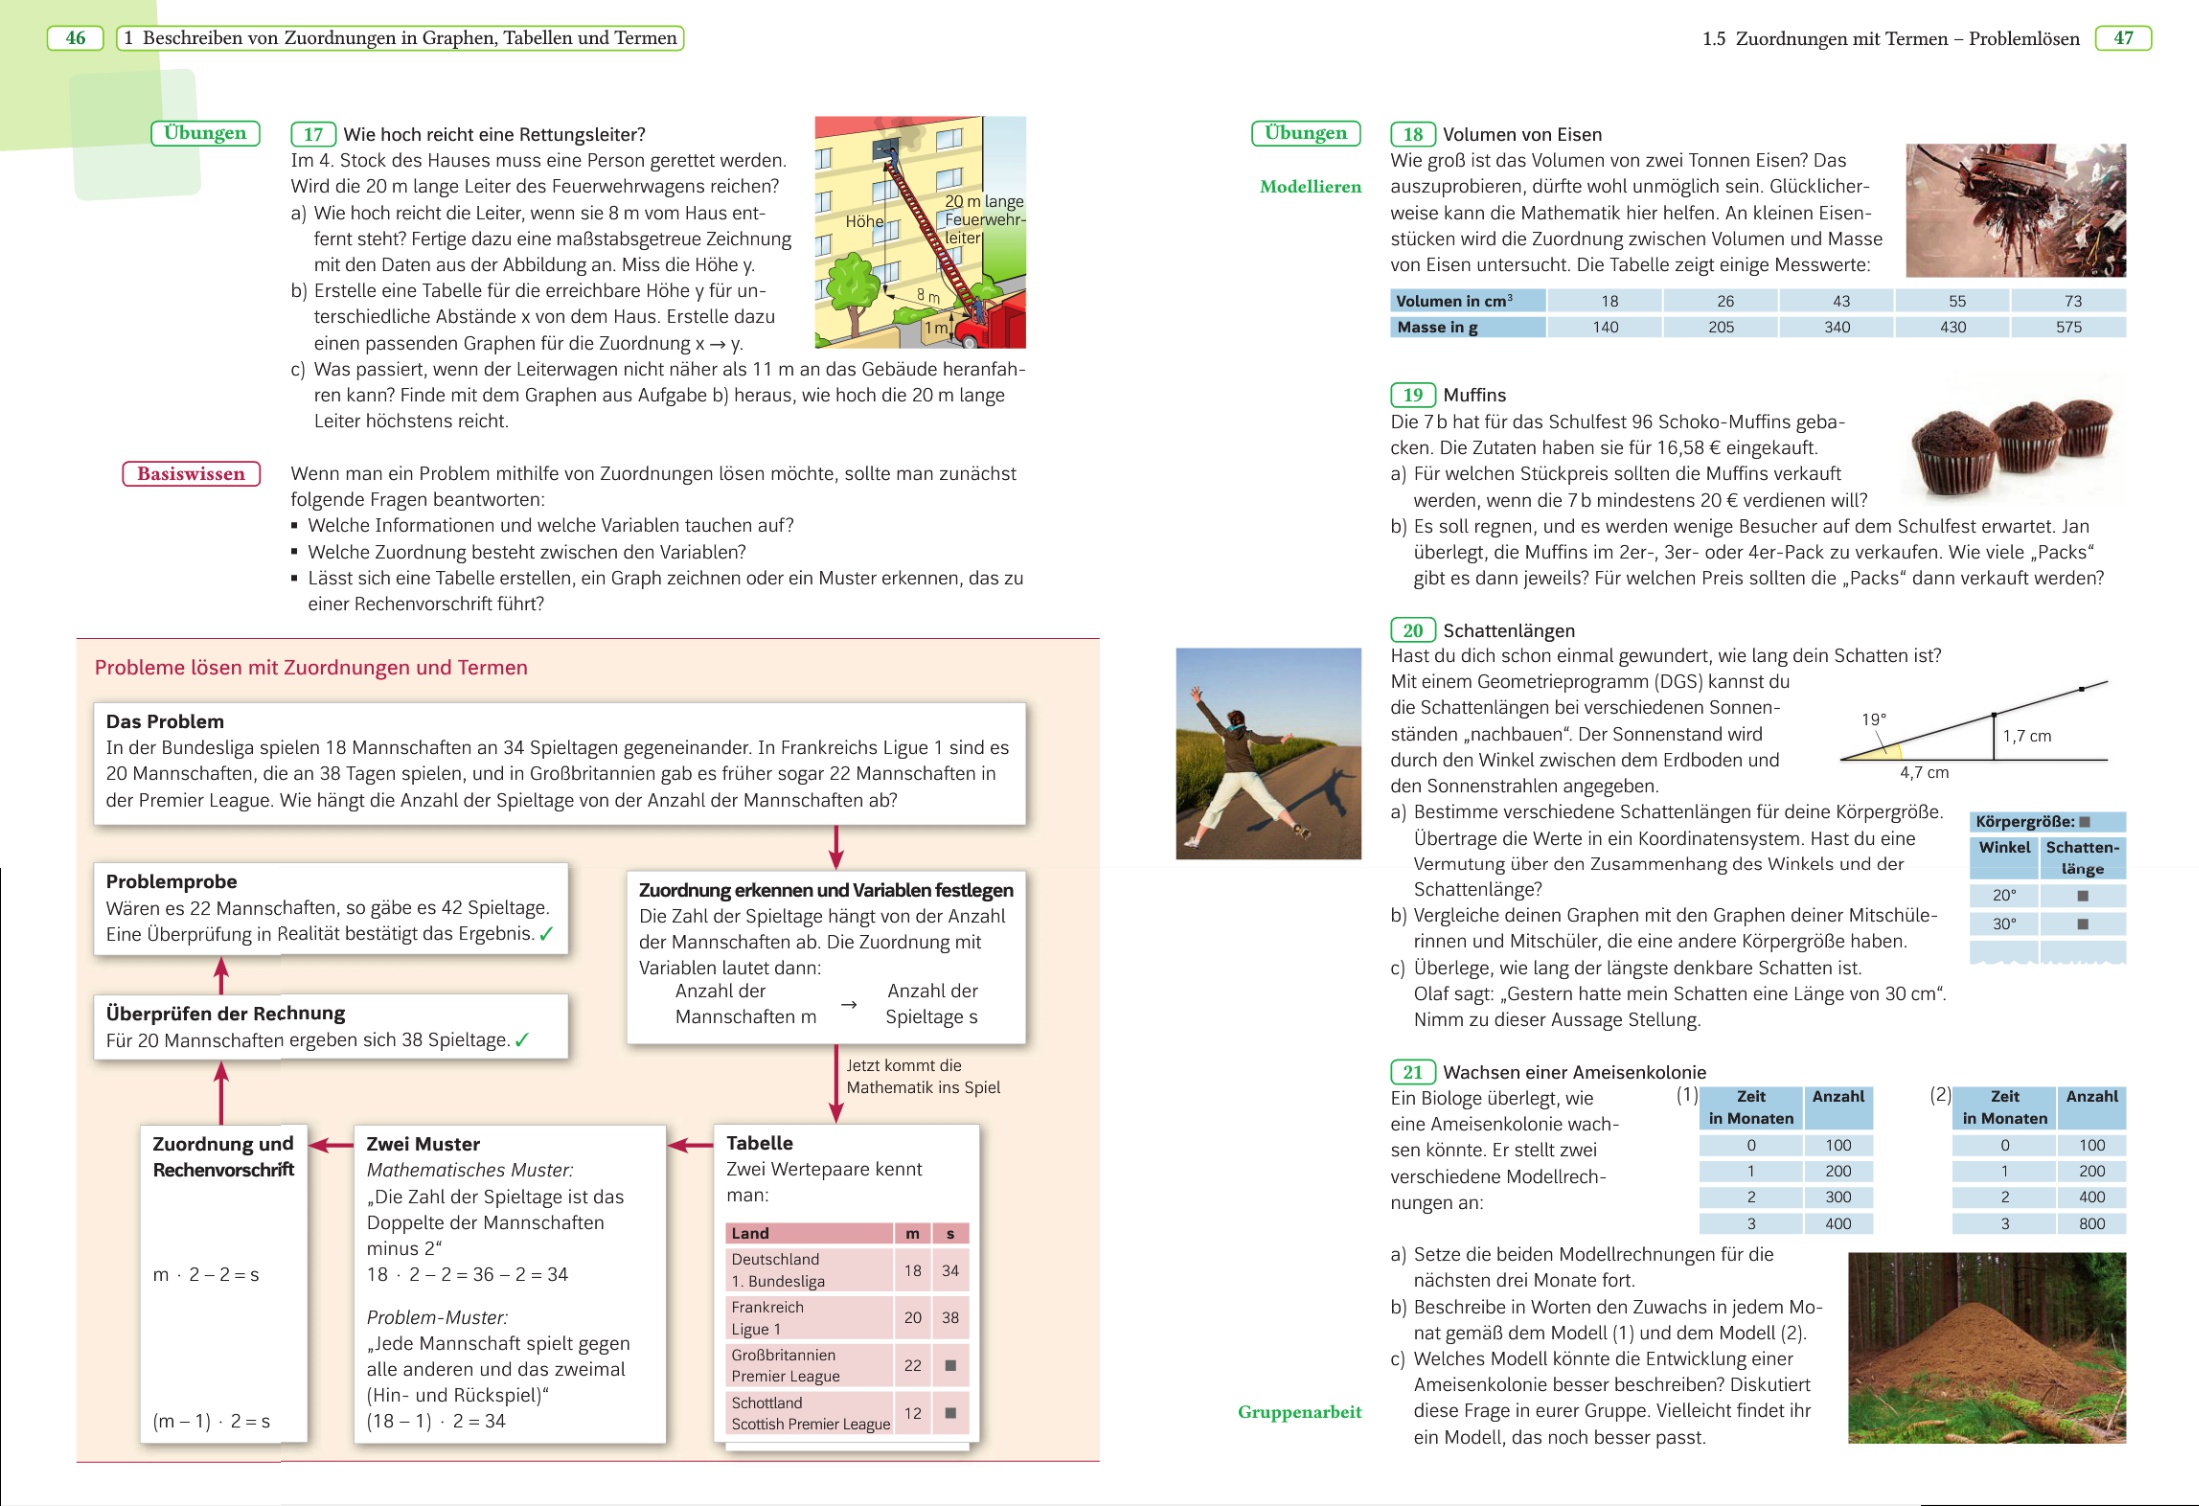 46
1 Beschreiben von Zuordnungen in Graphen, Tabellen und Termen
Übungen
17 Wie hoch reicht eine Rettungsleiter?
Im 4. Stock des Hauses muss eine Person gerettet werden.
Wird die 20 m lange Leiter des Feuerwehrwagens reichen?
a) Wie hoch reicht die Leiter, wenn sie 8 m vom Haus ent-
fernt steht? Fertige dazu eine maßstabsgetreue Zeichnung
mit den Daten aus der Abbildung an. Miss die Höhe y.
b) Erstelle eine Tabelle für die erreichbare Höhe y für un-
terschiedliche Abstände x von dem Haus. Erstelle dazu
einen passenden Graphen für die Zuordnung x → y.
c) Was passiert, wenn der Leiterwagen nicht näher als 11 m an das Gebäude heranfah-
ren kann? Finde mit dem Graphen aus Aufgabe b) heraus, wie hoch die 20 m lange
Leiter höchstens reicht.
Höhe
20 m lange
Feuerwehr-
leiter
8 m
1 m
Basiswissen
Wenn man ein Problem mithilfe von Zuordnungen lösen möchte, sollte man zunächst
folgende Fragen beantworten:
▪ Welche Informationen und welche Variablen tauchen auf?
▪ Welche Zuordnung besteht zwischen den Variablen?
▪ Lässt sich eine Tabelle erstellen, ein Graph zeichnen oder ein Muster erkennen, das zu
einer Rechenvorschrift führt?
Probleme lösen mit Zuordnungen und Termen
Das Problem
In der Bundesliga spielen 18 Mannschaften an 34 Spieltagen gegeneinander. In Frankreichs Ligue 1 sind es
20 Mannschaften, die an 38 Tagen spielen, und in Großbritannien gab es früher sogar 22 Mannschaften in
der Premier League. Wie hängt die Anzahl der Spieltage von der Anzahl der Mannschaften ab?
Zuordnung erkennen und Variablen festlegen
Die Zahl der Spieltage hängt von der Anzahl
der Mannschaften ab. Die Zuordnung mit
Variablen lautet dann:
Anzahl der → Anzahl der
Mannschaften m Spieltage s
Jetzt kommt die
Mathematik ins Spiel
Tabelle
Zwei Wertepaare kennt
man:
Land m s
Deutschland
1. Bundesliga 18 34
Frankreich
Ligue 1 20 38
Großbritannien
Premier League 22 ■
Schottland
Scottish Premier League 12 ■
Zwei Muster
Mathematisches Muster:
„Die Zahl der Spieltage ist das
Doppelte der Mannschaften
minus 2“
18 · 2 – 2 = 36 – 2 = 34
Problem-Muster:
„Jede Mannschaft spielt gegen
alle anderen und das zweimal
(Hin- und Rückspiel)“
(18 – 1) · 2 = 34
Zuordnung und
Rechenvorschrift
m · 2 – 2 = s
(m – 1) · 2 = s
Überprüfen der Rechnung
Für 20 Mannschaften ergeben sich 38 Spieltage. ✓
Problemprobe
Wären es 22 Mannschaften, so gäbe es 42 Spieltage.
Eine Überprüfung in Realität bestätigt das Ergebnis. ✓
1.5 Zuordnungen mit Termen – Problemlösen
47
Übungen
Modellieren
18 Volumen von Eisen
Wie groß ist das Volumen von zwei Tonnen Eisen? Das
auszuprobieren, dürfte wohl unmöglich sein. Glücklicher-
weise kann die Mathematik hier helfen. An kleinen Eisen-
stücken wird die Zuordnung zwischen Volumen und Masse
von Eisen untersucht. Die Tabelle zeigt einige Messwerte:
Volumen in cm³ 18 26 43 55 73
Masse in g 140 205 340 430 575
19 Muffins
Die 7 b hat für das Schulfest 96 Schoko-Muffins geba-
cken. Die Zutaten haben sie für 16,58 € eingekauft.
a) Für welchen Stückpreis sollten die Muffins verkauft
werden, wenn die 7 b mindestens 20 € verdienen will?
b) Es soll regnen, und es werden wenige Besucher auf dem Schulfest erwartet. Jan
überlegt, die Muffins im 2er-, 3er- oder 4er-Pack zu verkaufen. Wie viele „Packs“
gibt es dann jeweils? Für welchen Preis sollten die „Packs“ dann verkauft werden?
20 Schattenlängen
Hast du dich schon einmal gewundert, wie lang dein Schatten ist?
Mit einem Geometrieprogramm (DGS) kannst du
die Schattenlängen bei verschiedenen Sonnen-
ständen „nachbauen“. Der Sonnenstand wird
durch den Winkel zwischen dem Erdboden und
den Sonnenstrahlen angegeben.
19°
1,7 cm
4,7 cm
a) Bestimme verschiedene Schattenlängen für deine Körpergröße.
Übertrage die Werte in ein Koordinatensystem. Hast du eine
Vermutung über den Zusammenhang des Winkels und der
Schattenlänge?
b) Vergleiche deinen Graphen mit den Graphen deiner Mitschüle-
rinnen und Mitschüler, die eine andere Körpergröße haben.
c) Überlege, wie lang der längste denkbare Schatten ist.
Olaf sagt: „Gestern hatte mein Schatten eine Länge von 30 cm“.
Nimm zu dieser Aussage Stellung.
Körpergröße: ■
Winkel Schatten-
länge
20° ■
30° ■
21 Wachsen einer Ameisenkolonie
Ein Biologe überlegt, wie
eine Ameisenkolonie wach-
sen könnte. Er stellt zwei
verschiedene Modellrech-
nungen an:
(1) Zeit Anzahl
in Monaten
0 100
1 200
2 300
3 400
(2) Zeit Anzahl
in Monaten
0 100
1 200
2 400
3 800
a) Setze die beiden Modellrechnungen für die
nächsten drei Monate fort.
b) Beschreibe in Worten den Zuwachs in jedem Mo-
nat gemäß dem Modell (1) und dem Modell (2).
c) Welches Modell könnte die Entwicklung einer
Ameisenkolonie besser beschreiben? Diskutiert
diese Frage in eurer Gruppe. Vielleicht findet ihr
ein Modell, das noch besser passt.
Gruppenarbeit